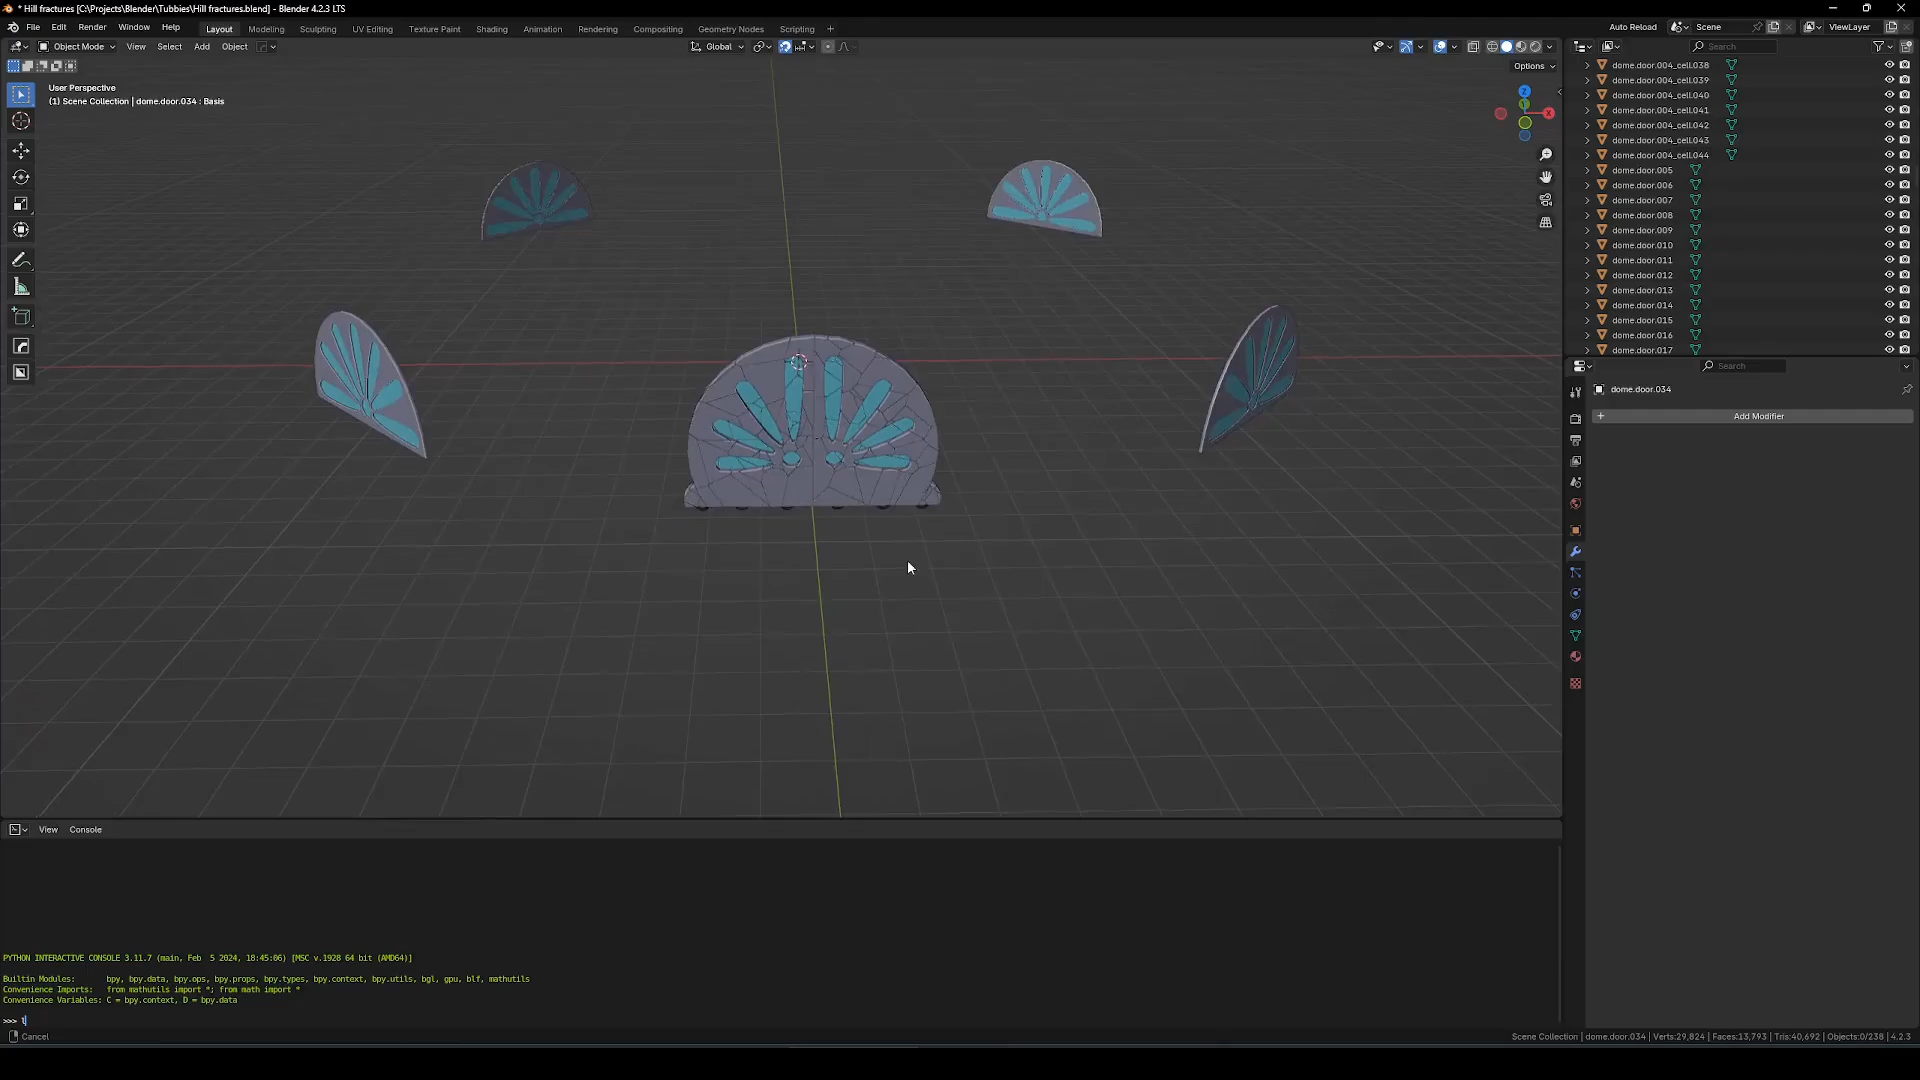 * Hill fractures [C:\Projects\Blender\Tubbies\Hill fractures.blend] - Blender 4.2.3 LTS
File Edit Render Window Help Layout Modeling Sculpting UV Editing Texture Paint Shading Animation Rendering Compositing Geometry Nodes Scripting + Auto Reload Scene ViewLayer
Object Mode View Select Add Object Global Search
Options
User Perspective
(1) Scene Collection | dome.door.034 : Basis
Z
X
dome.door.004_cell.038
dome.door.004_cell.039
dome.door.004_cell.040
dome.door.004_cell.041
dome.door.004_cell.042
dome.door.004_cell.043
dome.door.004_cell.044
dome.door.005
dome.door.006
dome.door.007
dome.door.008
dome.door.009
dome.door.010
dome.door.011
dome.door.012
dome.door.013
dome.door.014
dome.door.015
dome.door.016
dome.door.017
Search
dome.door.034
+ Add Modifier
View Console
PYTHON INTERACTIVE CONSOLE 3.11.7 (main, Feb  5 2024, 18:45:06) [MSC v.1928 64 bit (AMD64)]
Builtin Modules: bpy, bpy.data, bpy.ops, bpy.props, bpy.types, bpy.context, bpy.utils, bgl, gpu, blf, mathutils
Convenience Imports: from mathutils import *; from math import *
Convenience Variables: C = bpy.context, D = bpy.data
>>>
Cancel
Scene Collection | dome.door.034 | Verts:29,824 | Faces:13,793 | Tris:40,692 | Objects:0/238 | 4.2.3